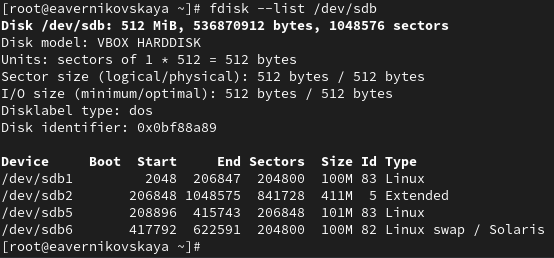 [root@eavernikovskaya ~]# fdisk --list /dev/sdb
Disk /dev/sdb: 512 MiB, 536870912 bytes, 1048576 sectors
Disk model: VBOX HARDDISK
Units: sectors of 1 * 512 = 512 bytes
Sector size (logical/physical): 512 bytes / 512 bytes
I/O size (minimum/optimal): 512 bytes / 512 bytes
Disklabel type: dos
Disk identifier: 0x0bf88a89

Device     Boot  Start     End Sectors  Size Id Type
/dev/sdb1         2048  206847  204800  100M 83 Linux
/dev/sdb2       206848 1048575  841728  411M  5 Extended
/dev/sdb5       208896  415743  206848  101M 83 Linux
/dev/sdb6       417792  622591  204800  100M 82 Linux swap / Solaris
[root@eavernikovskaya ~]#